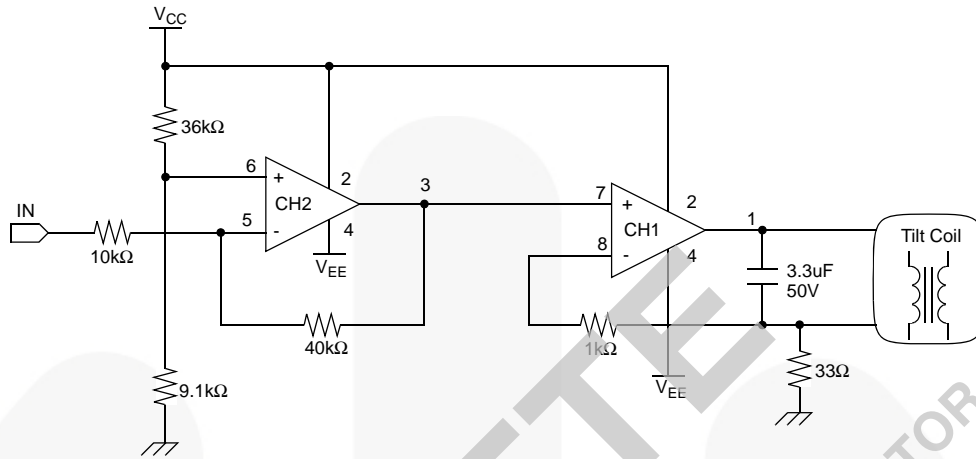 VCC
36kΩ
6
+
2
3
7
+
2
CH2
CH1
1
IN
5
-
4
8
-
4
Tilt Coil
10kΩ
VEE
3.3uF
50V
40kΩ
1kΩ
VEE
33Ω
9.1kΩ